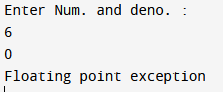 Enter Num. and deno. :
6
0
Floating point exception